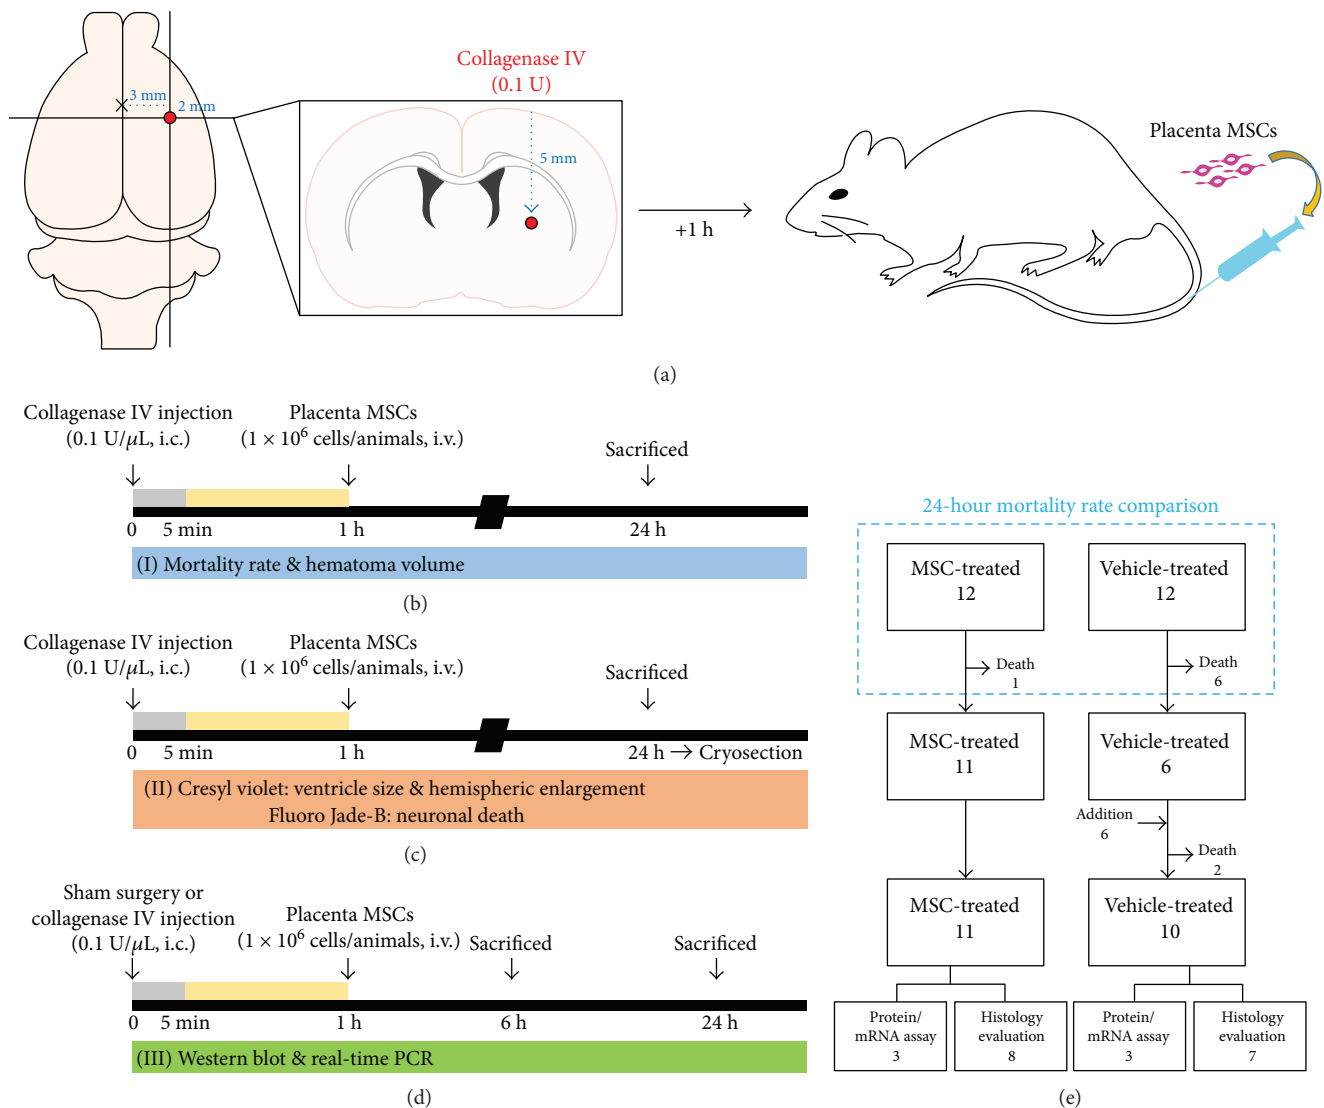 Collagenase IV
(0.1 U)
3 mm
2 mm
5 mm
+1 h
Placenta MSCs
(a)
Collagenase IV injection
(0.1 U/μL, i.c.)
Placenta MSCs
(1 × 10⁶ cells/animals, i.v.)
Sacrificed
0
5 min
1 h
24 h
(I) Mortality rate & hematoma volume
(b)
Collagenase IV injection
(0.1 U/μL, i.c.)
Placenta MSCs
(1 × 10⁶ cells/animals, i.v.)
Sacrificed
0
5 min
1 h
24 h → Cryosection
(II) Cresyl violet: ventricle size & hemispheric enlargement
Fluoro Jade-B: neuronal death
(c)
Sham surgery or
collagenase IV injection
(0.1 U/μL, i.c.)
Placenta MSCs
(1 × 10⁶ cells/animals, i.v.)
Sacrificed
Sacrificed
0
5 min
1 h
6 h
24 h
(III) Western blot & real-time PCR
(d)
24-hour mortality rate comparison
MSC-treated
12
Vehicle-treated
12
Death
1
Death
6
MSC-treated
11
Vehicle-treated
6
Addition
6
Death
2
MSC-treated
11
Vehicle-treated
10
Protein/
mRNA assay
3
Histology
evaluation
8
Protein/
mRNA assay
3
Histology
evaluation
7
(e)